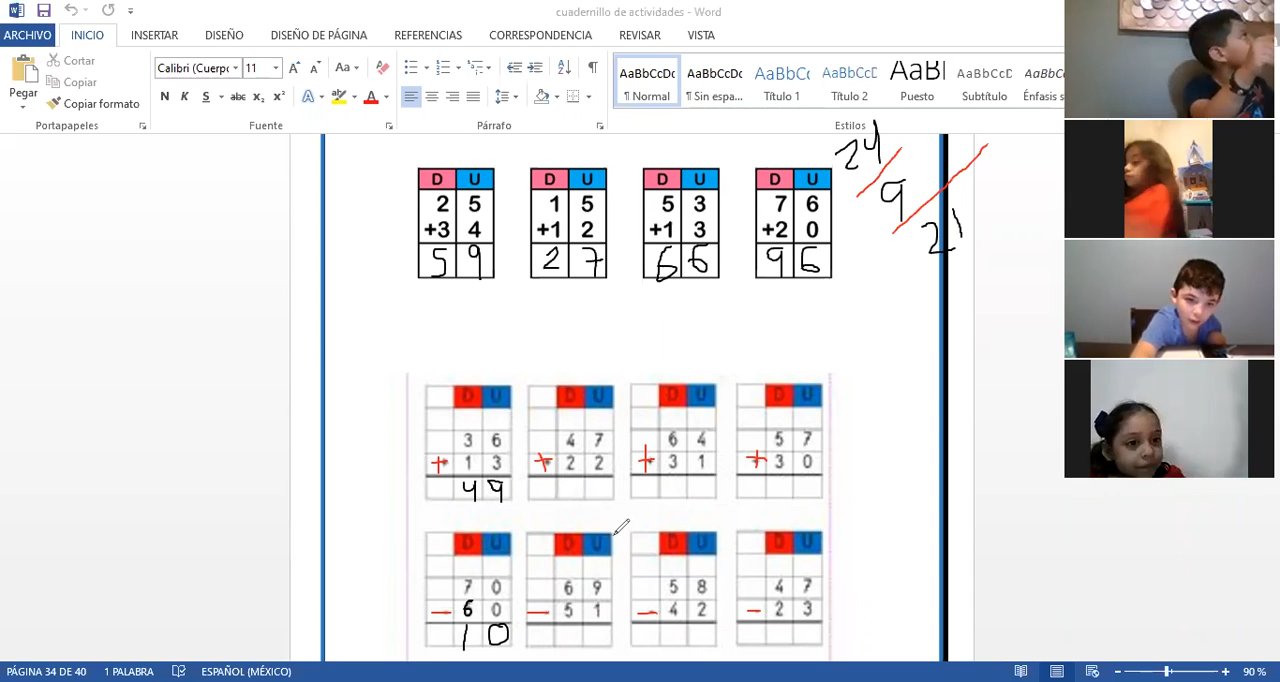 cuadernillo de actividades - Word
ARCHIVO INICIO INSERTAR DISEÑO DISEÑO DE PÁGINA REFERENCIAS CORRESPONDENCIA REVISAR VISTA
Pegar
Cortar
Copiar
Copiar formato
Calibri (Cuerpo 11 A A Aa
N K S abc x₂ x² A A
AaBbCcDc AaBbCcDc AaBbCc AaBbCcD AaBl AaBbCcD AaBbCcD
¶ Normal ¶ Sin espa... Título 1 Título 2 Puesto Subtítulo Énfasis s
Portapapeles Fuente Párrafo Estilos
24
9
21
D U D U D U D U
2 5 1 5 5 3 7 6
+3 4 +1 2 +1 3 +2 0
5 9 2 7 6 6 9 6
D U D U D U D U
3 6 4 7 6 4 5 7
+ 1 3 + 2 2 + 3 1 + 3 0
4 9
D U D U D U D U
7 0 6 9 5 8 4 7
- 6 0 - 5 1 - 4 2 - 2 3
1 0
PÁGINA 34 DE 40 1 PALABRA ESPAÑOL (MÉXICO) 90 %